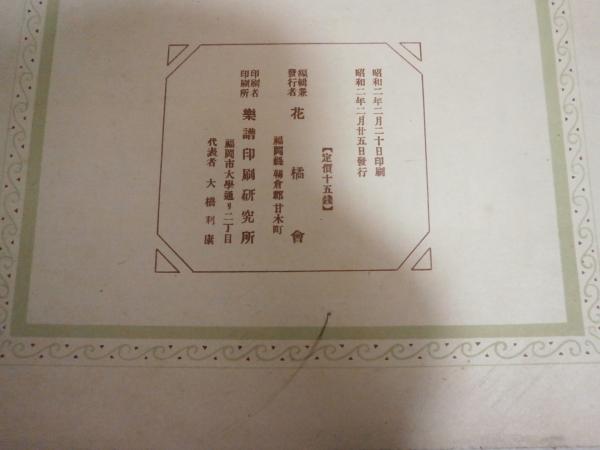 昭和二年二月二十日印刷
昭和二年二月廿五日發行
【定價十五錢】
福岡縣朝倉郡甘木町
編輯兼發行者 花橘會
印刷者印刷所 樂譜印刷研究所
福岡市大學通リ二丁目
代表者 大橋利康